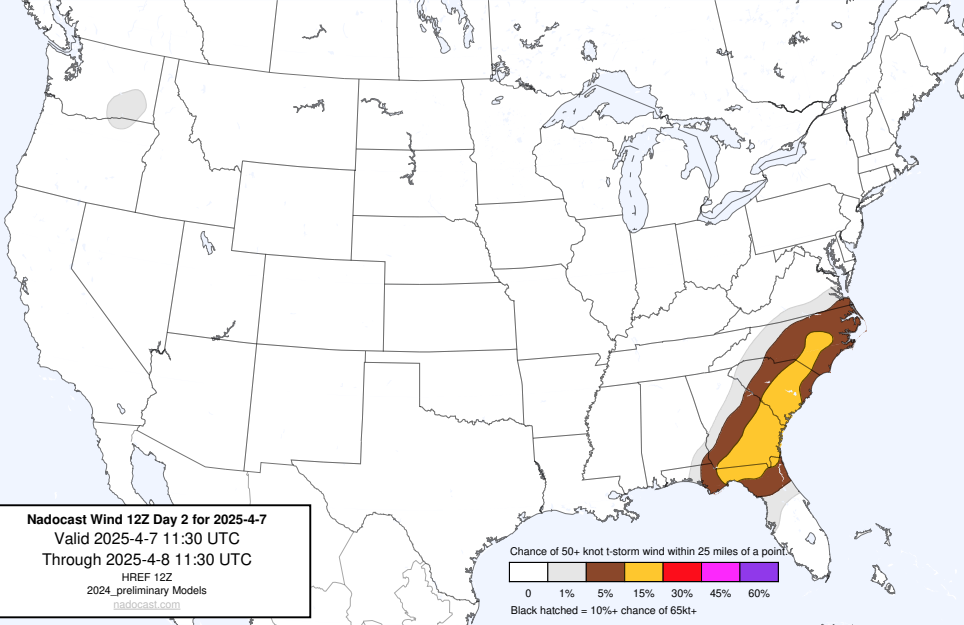 Nadocast Wind 12Z Day 2 for 2025-4-7
Valid 2025-4-7 11:30 UTC
Through 2025-4-8 11:30 UTC
HREF 12Z
2024_preliminary Models
nadocast.com
Chance of 50+ knot t-storm wind within 25 miles of a point.
0 1% 5% 15% 30% 45% 60%
Black hatched = 10%+ chance of 65kt+